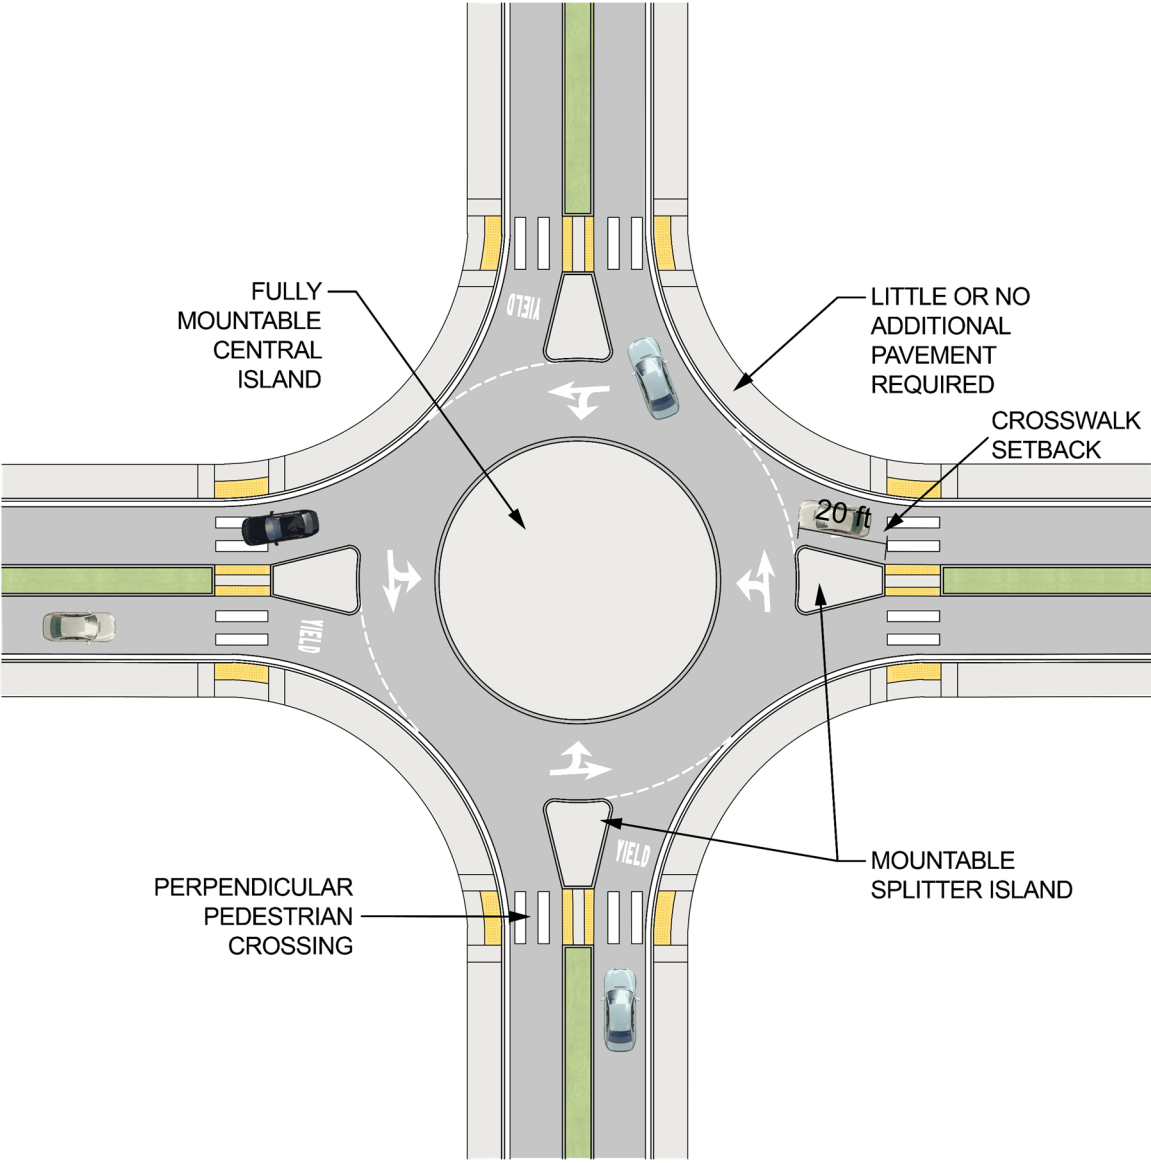 FULLY
MOUNTABLE
CENTRAL
ISLAND
YIELD
LITTLE OR NO
ADDITIONAL
PAVEMENT
REQUIRED
CROSSWALK
SETBACK
20 ft
YIELD
YIELD
MOUNTABLE
SPLITTER ISLAND
PERPENDICULAR
PEDESTRIAN
CROSSING